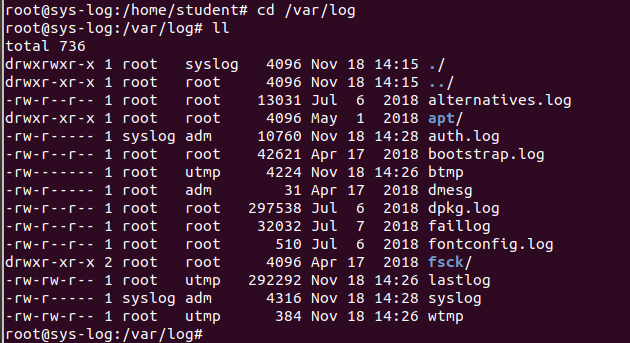 root@sys-log:/home/student# cd /var/log
root@sys-log:/var/log# ll
total 736
drwxrwxr-x 1 root   syslog   4096 Nov 18 14:15 ./
drwxr-xr-x 1 root   root     4096 Nov 18 14:15 ../
-rw-r--r-- 1 root   root    13031 Jul  6  2018 alternatives.log
drwxr-xr-x 1 root   root     4096 May  1  2018 apt/
-rw-r----- 1 syslog adm     10760 Nov 18 14:28 auth.log
-rw-r--r-- 1 root   root    42621 Apr 17  2018 bootstrap.log
-rw------- 1 root   utmp     4224 Nov 18 14:26 btmp
-rw-r----- 1 root   adm        31 Apr 17  2018 dmesg
-rw-r--r-- 1 root   root   297538 Jul  6  2018 dpkg.log
-rw-r--r-- 1 root   root    32032 Jul  7  2018 faillog
-rw-r--r-- 1 root   root      510 Jul  6  2018 fontconfig.log
drwxr-xr-x 2 root   root     4096 Apr 17  2018 fsck/
-rw-rw-r-- 1 root   utmp   292292 Nov 18 14:26 lastlog
-rw-r----- 1 syslog adm      4316 Nov 18 14:28 syslog
-rw-rw-r-- 1 root   utmp      384 Nov 18 14:26 wtmp
root@sys-log:/var/log#